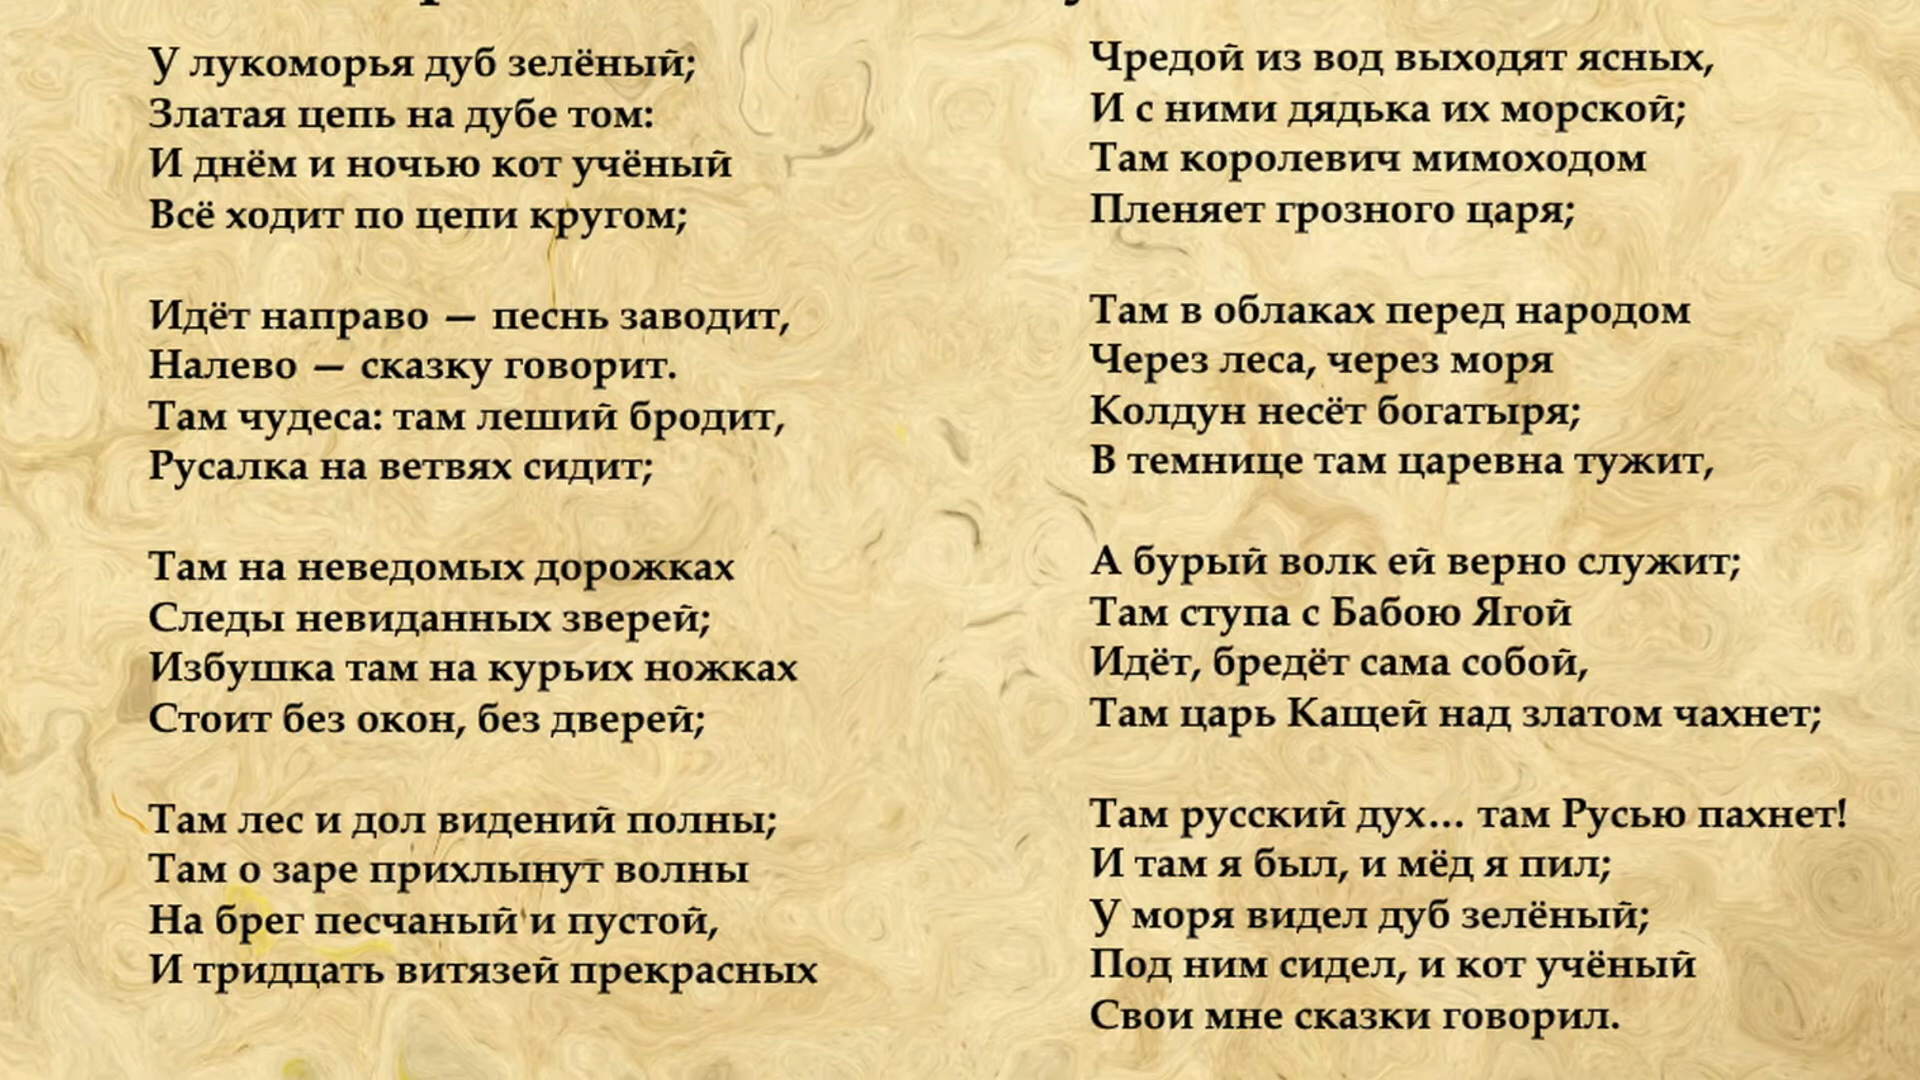 У лукоморья дуб зелёный;
Златая цепь на дубе том:
И днём и ночью кот учёный
Всё ходит по цепи кругом;
Идёт направо — песнь заводит,
Налево — сказку говорит.
Там чудеса: там леший бродит,
Русалка на ветвях сидит;
Там на неведомых дорожках
Следы невиданных зверей;
Избушка там на курьих ножках
Стоит без окон, без дверей;
Там лес и дол видений полны;
Там о заре прихлынут волны
На брег песчаный и пустой,
И тридцать витязей прекрасных
Чредой из вод выходят ясных,
И с ними дядька их морской;
Там королевич мимоходом
Пленяет грозного царя;
Там в облаках перед народом
Через леса, через моря
Колдун несёт богатыря;
В темнице там царевна тужит,
А бурый волк ей верно служит;
Там ступа с Бабою Ягой
Идёт, бредёт сама собой,
Там царь Кащей над златом чахнет;
Там русский дух... там Русью пахнет!
И там я был, и мёд я пил;
У моря видел дуб зелёный;
Под ним сидел, и кот учёный
Свои мне сказки говорил.